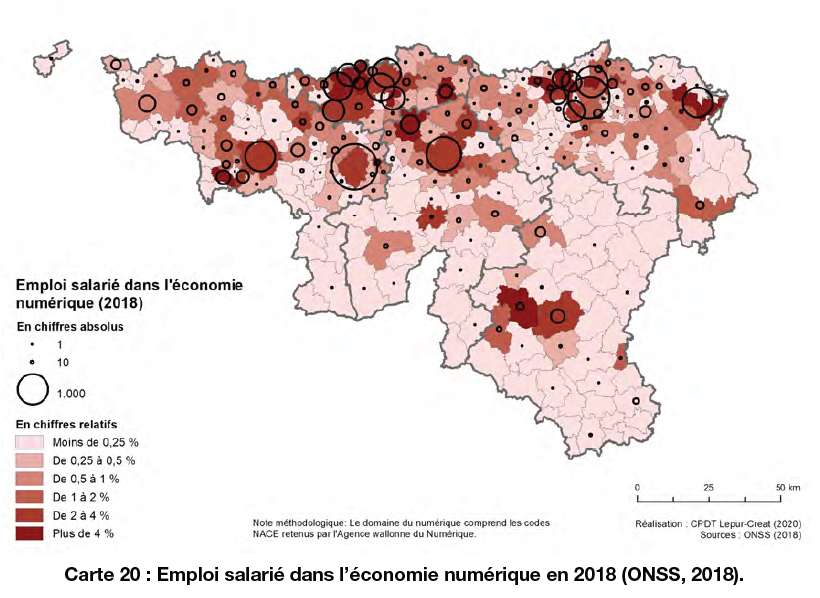 Emploi salarié dans l'économie
numérique (2018)
En chiffres absolus
1
10
1.000
En chiffres relatifs
Moins de 0,25 %
De 0,25 à 0,5 %
De 0,5 à 1 %
De 1 à 2 %
De 2 à 4 %
Plus de 4 %
Note méthodologique: Le domaine du numérique comprend les codes
NACE retenus par l'Agence wallonne du Numérique.
0 25 50 km
Réalisation : CPDT Lepur-Creat (2020)
Sources : ONSS (2018)
Carte 20 : Emploi salarié dans l'économie numérique en 2018 (ONSS, 2018).